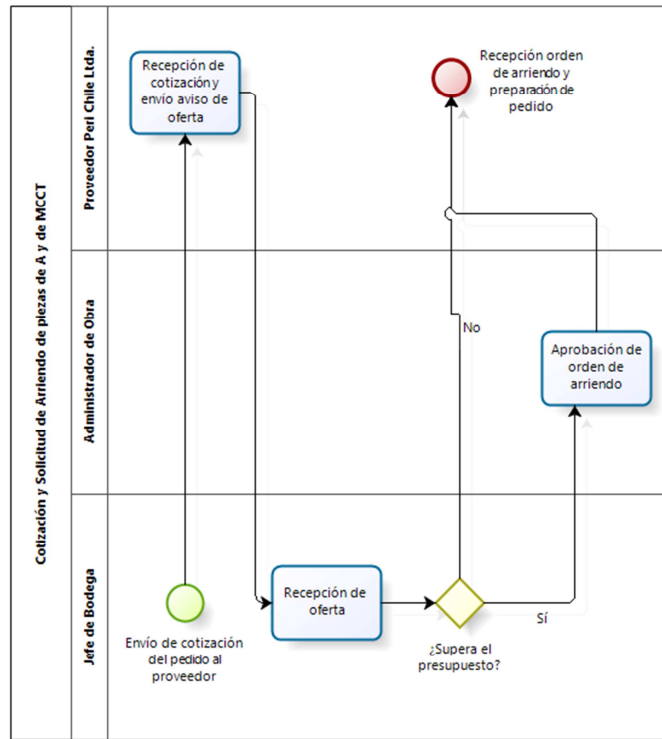 Cotización y Solicitud de Arriendo de piezas de A y de MCCT
Proveedor Peri Chile Ltda.
Recepción de
cotización y
envío aviso de
oferta
Recepción orden
de arriendo y
preparación de
pedido
Administrador de Obra
No
Aprobación de
orden de
arriendo
Jefe de Bodega
Envío de cotización
del pedido al
proveedor
Recepción de
oferta
¿Supera el
presupuesto?
Sí